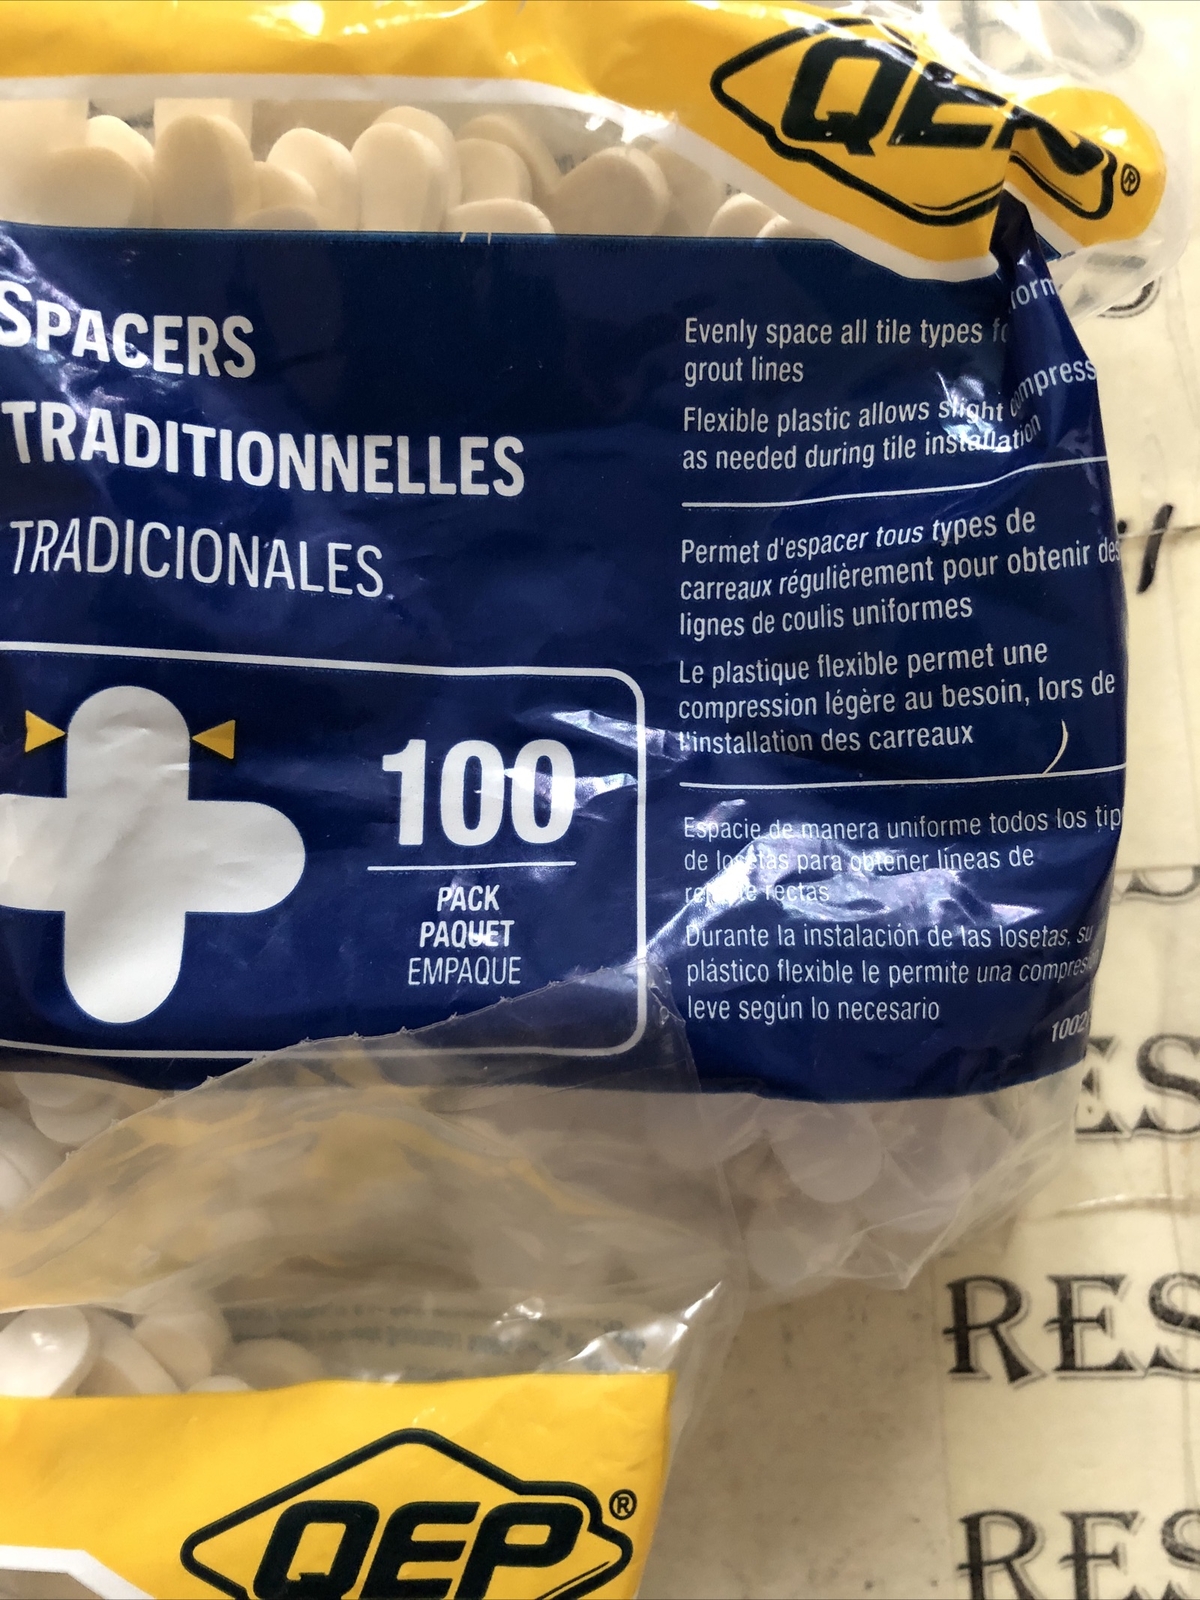 QEP®
SPACERS
TRADITIONNELLES
TRADICIONALES
100
PACK
PAQUET
EMPAQUE
Evenly space all tile types
grout lines
Flexible plastic allows slight
as needed during tile installation
Permet d'espacer tous types de
carreaux régulièrement pour obtenir des
lignes de coulis uniformes
Le plastique flexible permet une
compression légère au besoin, lors de
l'installation des carreaux
Espacie de manera uniforme todos los
de losetas para obtener líneas de
rectas
Durante la instalación de las losetas, su
plástico flexible le permite una
leve según lo necesario
RES
RES
QEP®